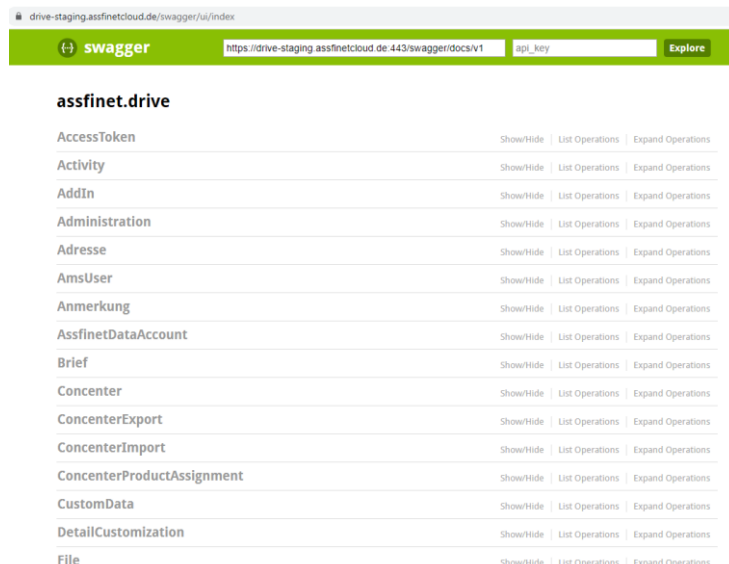 drive-staging.assfinetcloud.de/swagger/ui/index
swagger https://drive-staging.assfinetcloud.de:443/swagger/docs/v1 api_key Explore
assfinet.drive
AccessToken Show/Hide List Operations Expand Operations
Activity Show/Hide List Operations Expand Operations
AddIn Show/Hide List Operations Expand Operations
Administration Show/Hide List Operations Expand Operations
Adresse Show/Hide List Operations Expand Operations
AmsUser Show/Hide List Operations Expand Operations
Anmerkung Show/Hide List Operations Expand Operations
AssfinetDataAccount Show/Hide List Operations Expand Operations
Brief Show/Hide List Operations Expand Operations
Concenter Show/Hide List Operations Expand Operations
ConcenterExport Show/Hide List Operations Expand Operations
ConcenterImport Show/Hide List Operations Expand Operations
ConcenterProductAssignment Show/Hide List Operations Expand Operations
CustomData Show/Hide List Operations Expand Operations
DetailCustomization Show/Hide List Operations Expand Operations
File Show/Hide List Operations Expand Operations